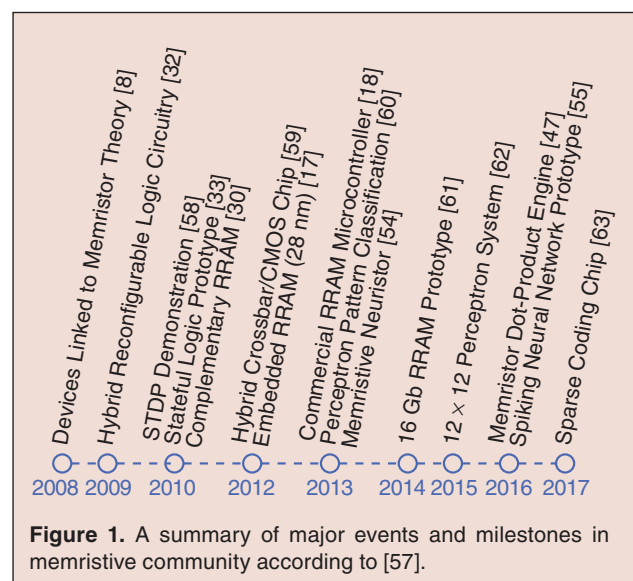 Devices Linked to Memristor Theory [8]
Hybrid Reconfigurable Logic Circuitry [32]
STDP Demonstration [58]
Stateful Logic Prototype [33]
Complementary RRAM [30]
Hybrid Crossbar/CMOS Chip [59]
Embedded RRAM (28 nm) [17]
Commercial RRAM Microcontroller [18]
Perceptron Pattern Classification [60]
Memristive Neuristor [54]
16 Gb RRAM Prototype [61]
12 × 12 Perceptron System [62]
Memristor Dot-Product Engine [47]
Spiking Neural Network Prototype [55]
Sparse Coding Chip [63]
2008 2009 2010 2012 2013 2014 2015 2016 2017
Figure 1. A summary of major events and milestones in
memristive community according to [57].